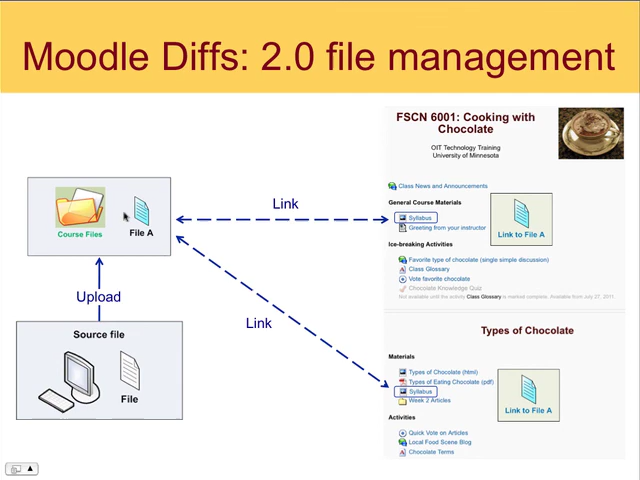 Moodle Diffs: 2.0 file management
FSCN 6001: Cooking with
Chocolate
OIT Technology Training
University of Minnesota
Class News and Announcements
General Course Materials
Syllabus
Greeting from your instructor
Link to File A
Ice-breaking Activities
Favorite type of chocolate (single simple discussion)
Class Glossary
Vote favorite chocolate
Chocolate Knowledge Quiz
Not available until the activity Class Glossary is marked complete. Available from July 27, 2011.
Course Files
File A
Link
Upload
Link
Source file
File
Types of Chocolate
Materials
Types of Chocolate (html)
Types of Eating Chocolate (pdf)
Syllabus
Week 2 Articles
Link to File A
Activities
Quick Vote on Articles
Local Food Scene Blog
Chocolate Terms